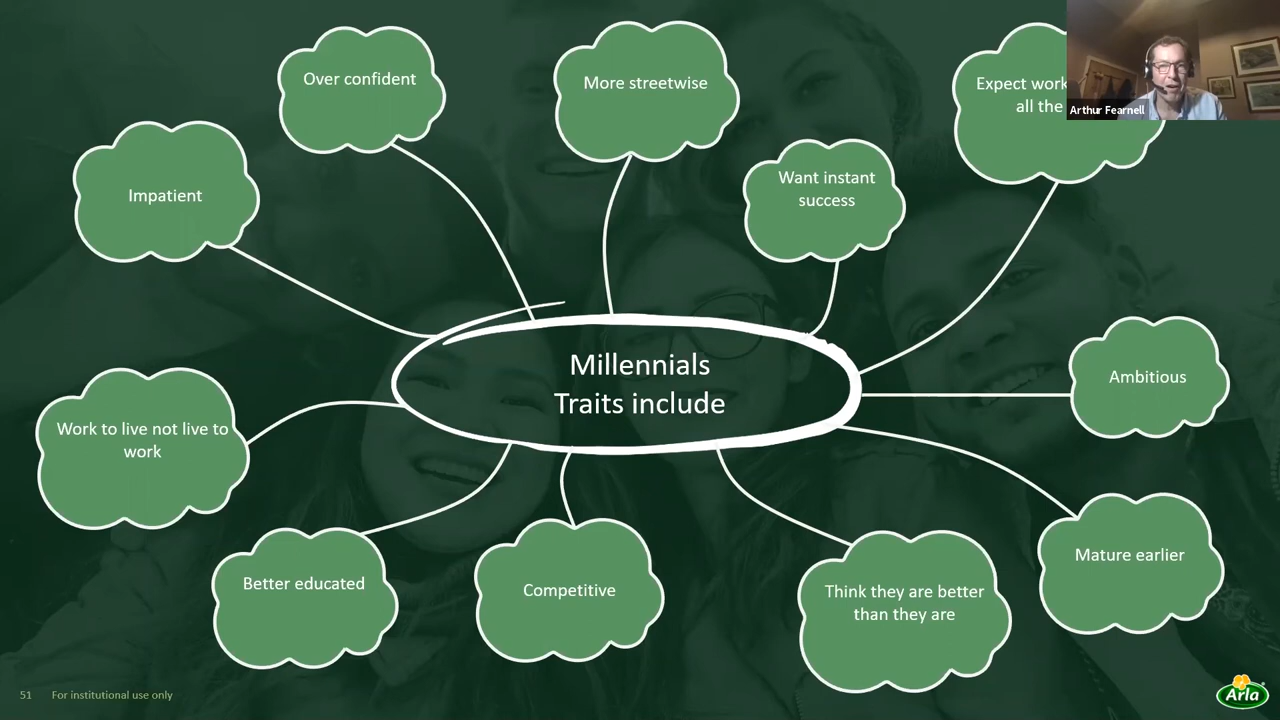 Over confident
More streetwise
Expect work
all the
Arthur Fearnell
Impatient
Want instant
success
Millennials
Traits include
Ambitious
Work to live not live to
work
Better educated
Competitive
Think they are better
than they are
Mature earlier
51 For institutional use only
Arla